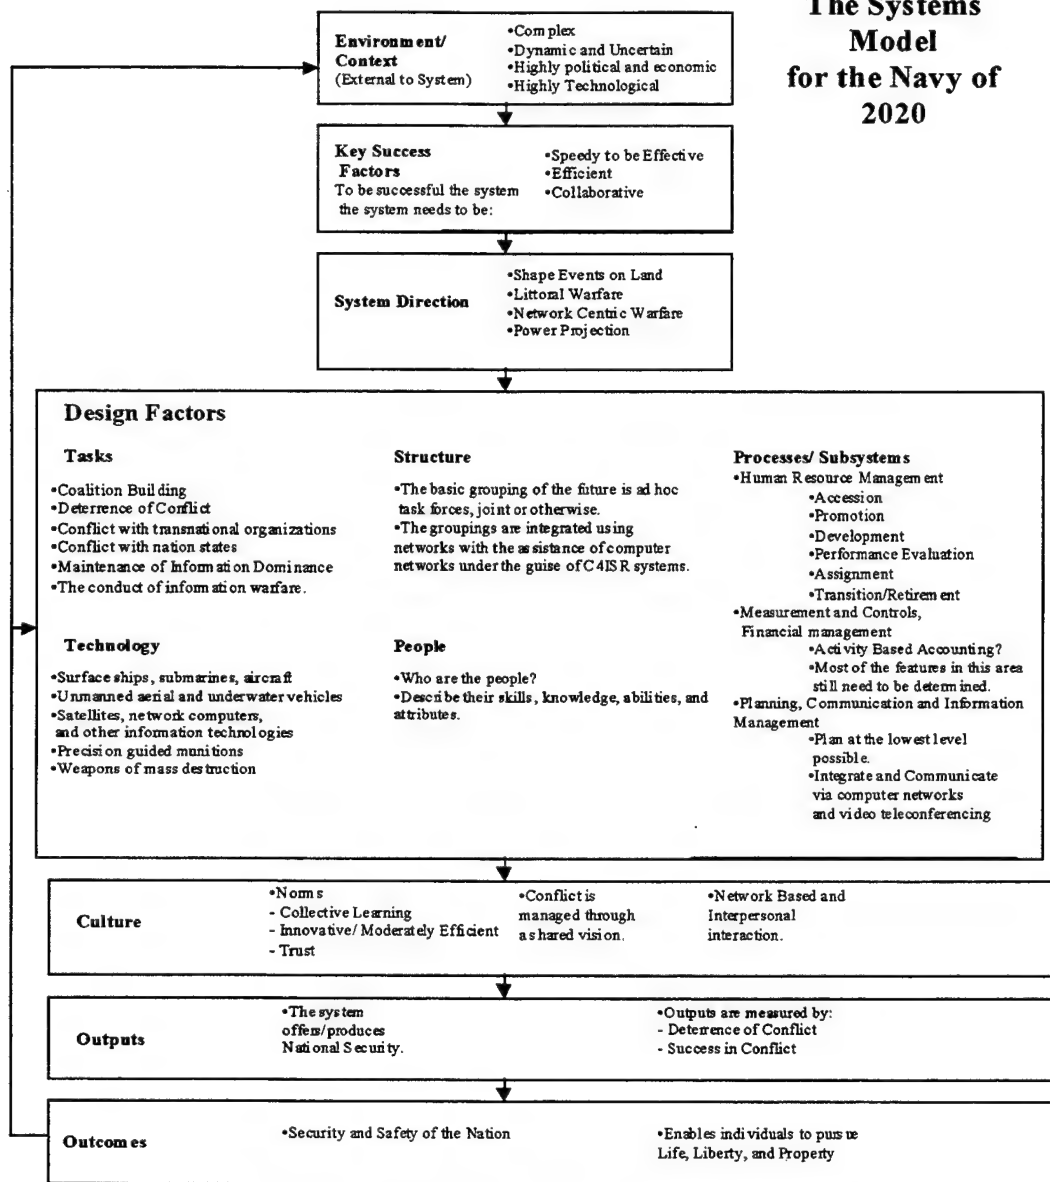 The Systems
Model
for the Navy of
2020
Environment/
Context
(External to System)
•Complex
•Dynamic and Uncertain
•Highly political and economic
•Highly Technological
Key Success
Factors
To be successful the system
the system needs to be:
•Speedy to be Effective
•Efficient
•Collaborative
System Direction
•Shape Events on Land
•Littoral Warfare
•Network Centric Warfare
•Power Projection
Design Factors
Tasks
•Coalition Building
•Deterrence of Conflict
•Conflict with transnational organizations
•Conflict with nation states
•Maintenance of Information Dominance
•The conduct of information warfare.
Structure
•The basic grouping of the future is ad hoc
task forces, joint or otherwise.
•The groupings are integrated using
networks with the assistance of computer
networks under the guise of C4ISR systems.
Processes/ Subsystems
•Human Resource Management
•Accession
•Promotion
•Development
•Performance Evaluation
•Assignment
•Transition/Retirement
•Measurement and Controls,
Financial management
•Activity Based Accounting?
•Most of the features in this area
still need to be determined.
•Planning, Communication and Information
Management
•Plan at the lowest level
possible.
•Integrate and Communicate
via computer networks
and video teleconferencing
Technology
•Surface ships, submarines, aircraft
•Unmanned aerial and underwater vehicles
•Satellites, network computers,
and other information technologies
•Precision guided munitions
•Weapons of mass destruction
People
•Who are the people?
•Describe their skills, knowledge, abilities, and
attributes.
Culture
•Norms
- Collective Learning
- Innovative/ Moderately Efficient
- Trust
•Conflict is
managed through
a shared vision.
•Network Based and
Interpersonal
interaction.
Outputs
•The system
offers/produces
National Security.
•Outputs are measured by:
- Deterrence of Conflict
- Success in Conflict
Outcomes
•Security and Safety of the Nation
•Enables individuals to pursue
Life, Liberty, and Property